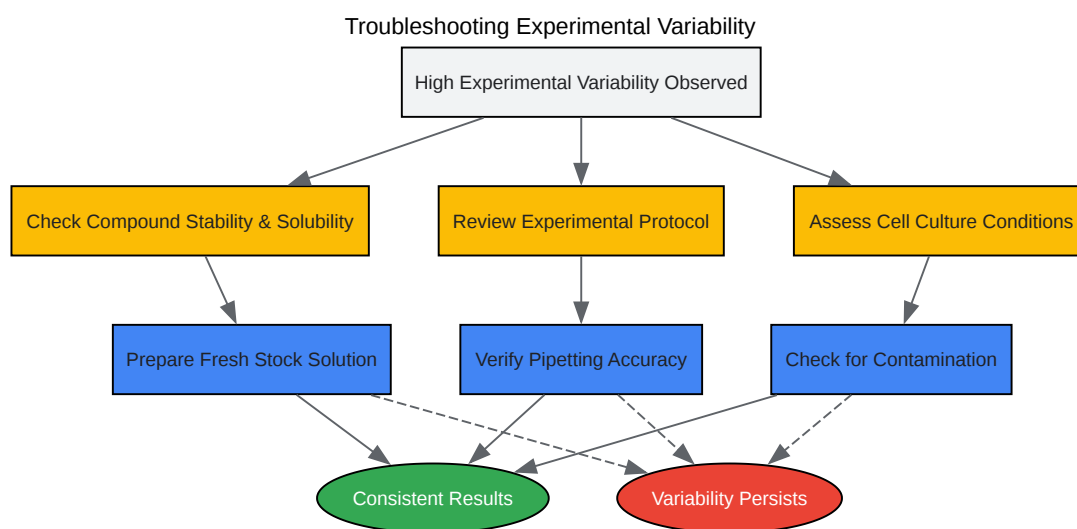 Troubleshooting Experimental Variability
High Experimental Variability Observed
Check Compound Stability & Solubility
Review Experimental Protocol
Assess Cell Culture Conditions
Prepare Fresh Stock Solution
Verify Pipetting Accuracy
Check for Contamination
Consistent Results
Variability Persists